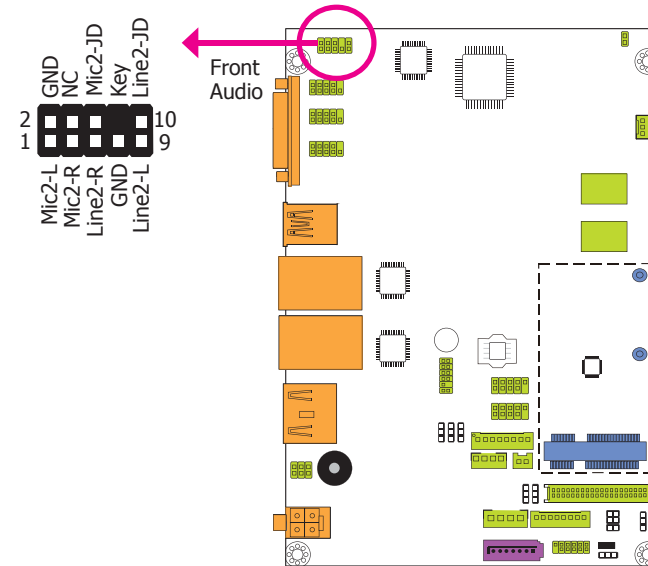 GND
NC
Mic2-JD
Key
Line2-JD
2
10
1
9
Mic2-L
Mic2-R
Line2-R
GND
Line2-L
Front
Audio